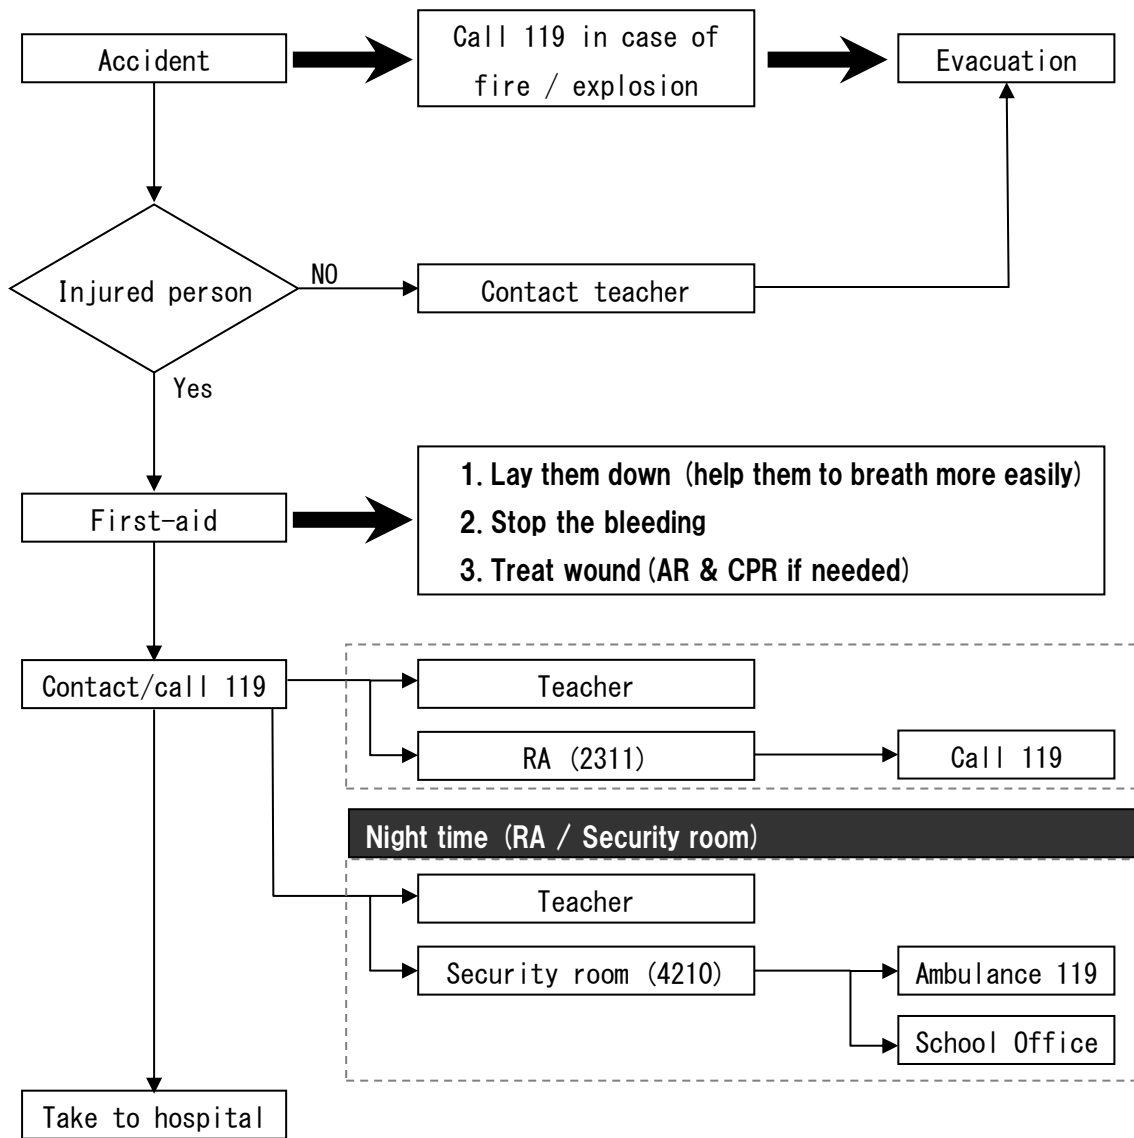 Accident
Call 119 in case of
fire / explosion
Evacuation
Injured person
NO
Contact teacher
Yes
First-aid
1. Lay them down (help them to breath more easily)
2. Stop the bleeding
3. Treat wound (AR & CPR if needed)
Contact/call 119
Teacher
RA (2311)
Call 119
Night time (RA / Security room)
Teacher
Security room (4210)
Ambulance 119
School Office
Take to hospital